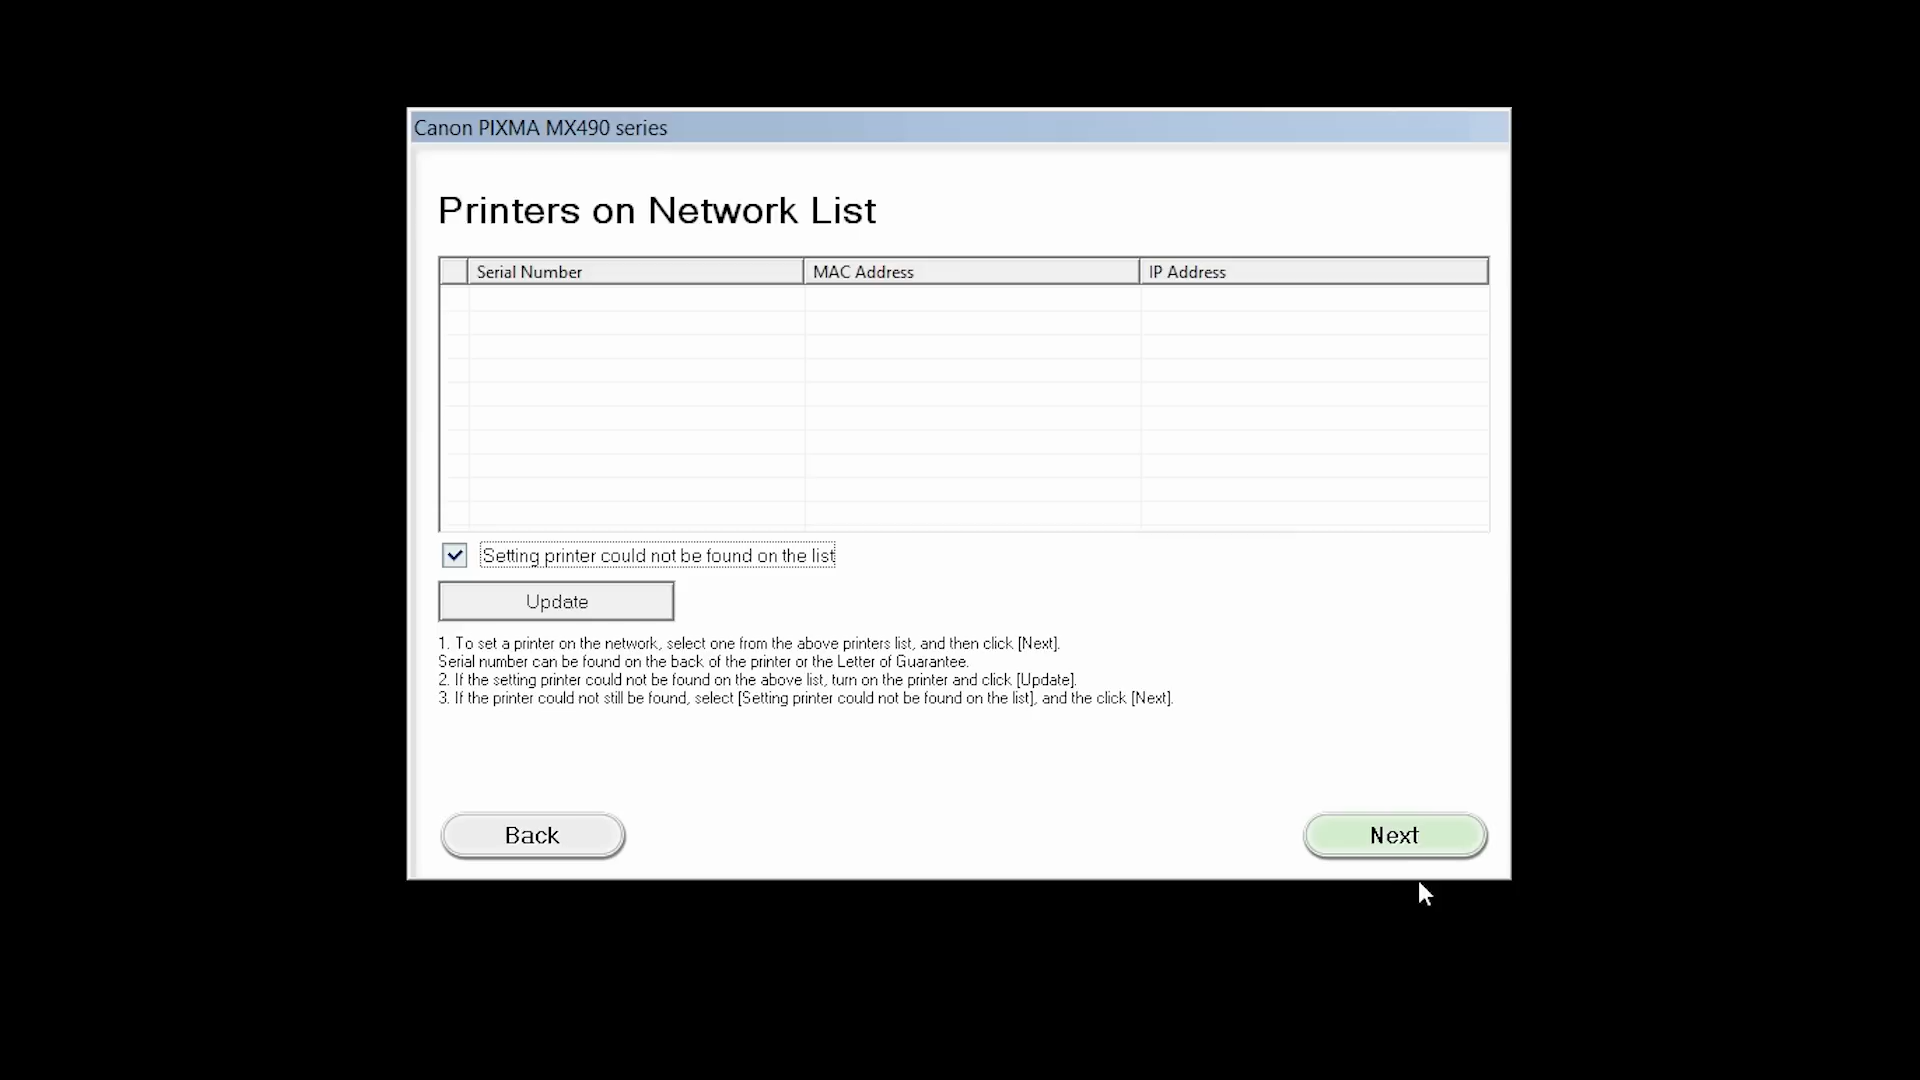 Canon PIXMA MX490 series
Printers on Network List
Serial Number MAC Address IP Address
Setting printer could not be found on the list
Update
1. To set a printer on the network, select one from the above printers list, and then click [Next].
Serial number can be found on the back of the printer or the Letter of Guarantee.
2. If the setting printer could not be found on the above list, turn on the printer and click [Update].
3. If the printer could not still be found, select [Setting printer could not be found on the list], and the click [Next].
Back Next